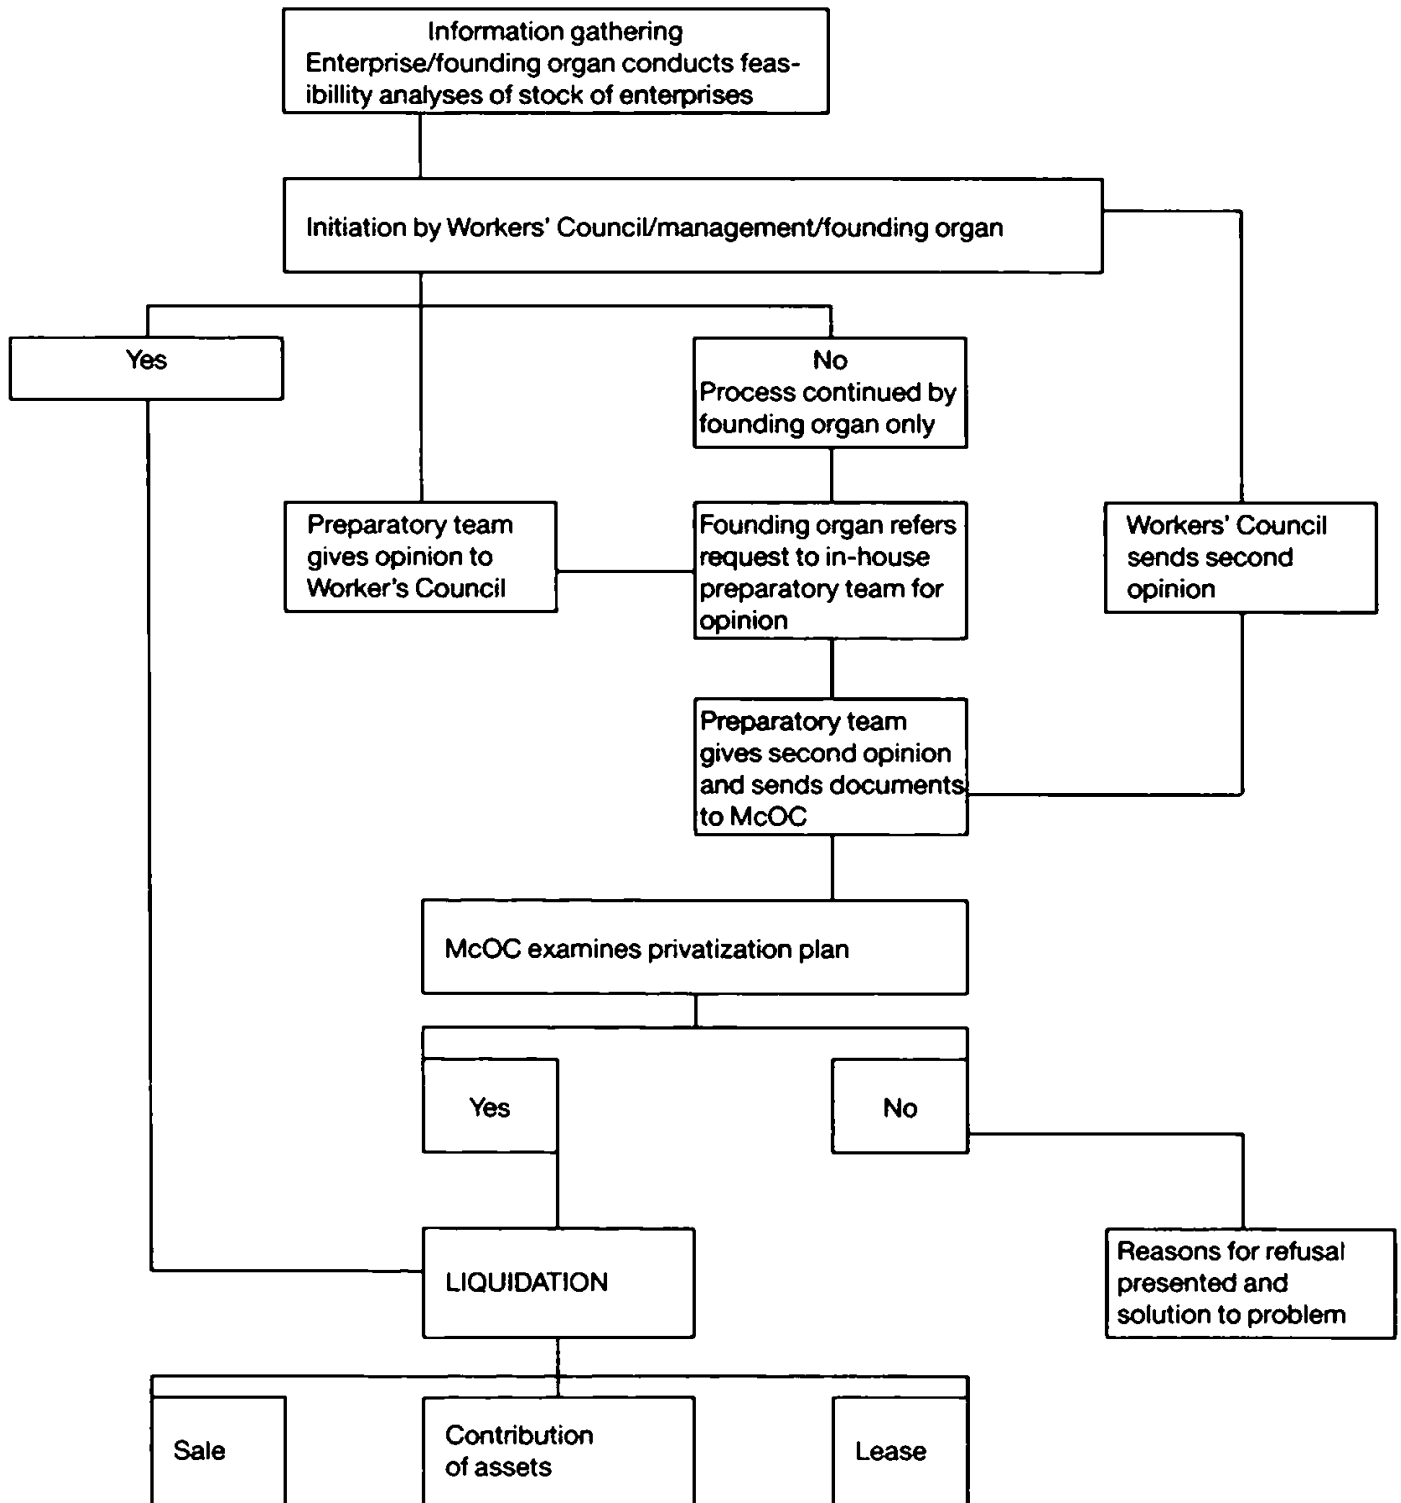 Information gathering
Enterprise/founding organ conducts feas-
ibillity analyses of stock of enterprises
Initiation by Workers' Council/management/founding organ
Yes
No
Process continued by
founding organ only
Preparatory team
gives opinion to
Worker's Council
Founding organ refers
request to in-house
preparatory team for
opinion
Workers' Council
sends second
opinion
Preparatory team
gives second opinion
and sends documents
to McOC
McOC examines privatization plan
Yes
No
LIQUIDATION
Reasons for refusal
presented and
solution to problem
Sale
Contribution
of assets
Lease